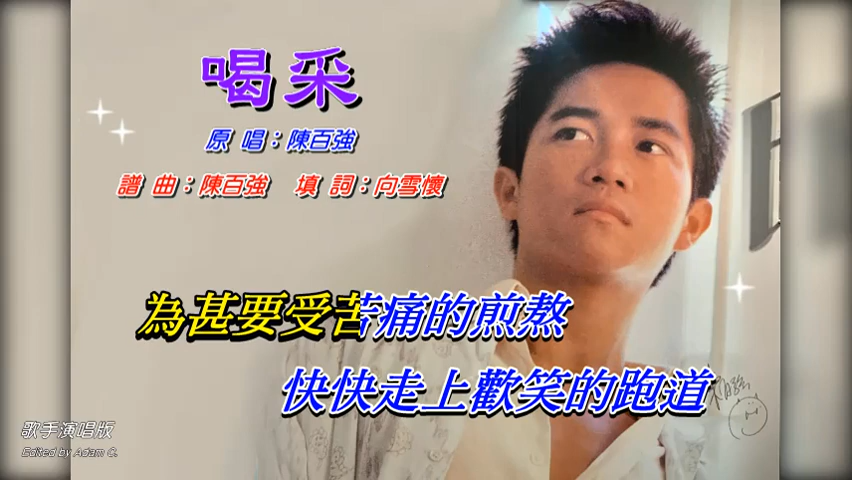 喝采
原 唱：陳百強
譜 曲：陳百強 填 詞：向雪懷
為甚要受苦痛的煎熬
快快走上歡笑的跑道
歌手演唱版
Edited by Adam C.